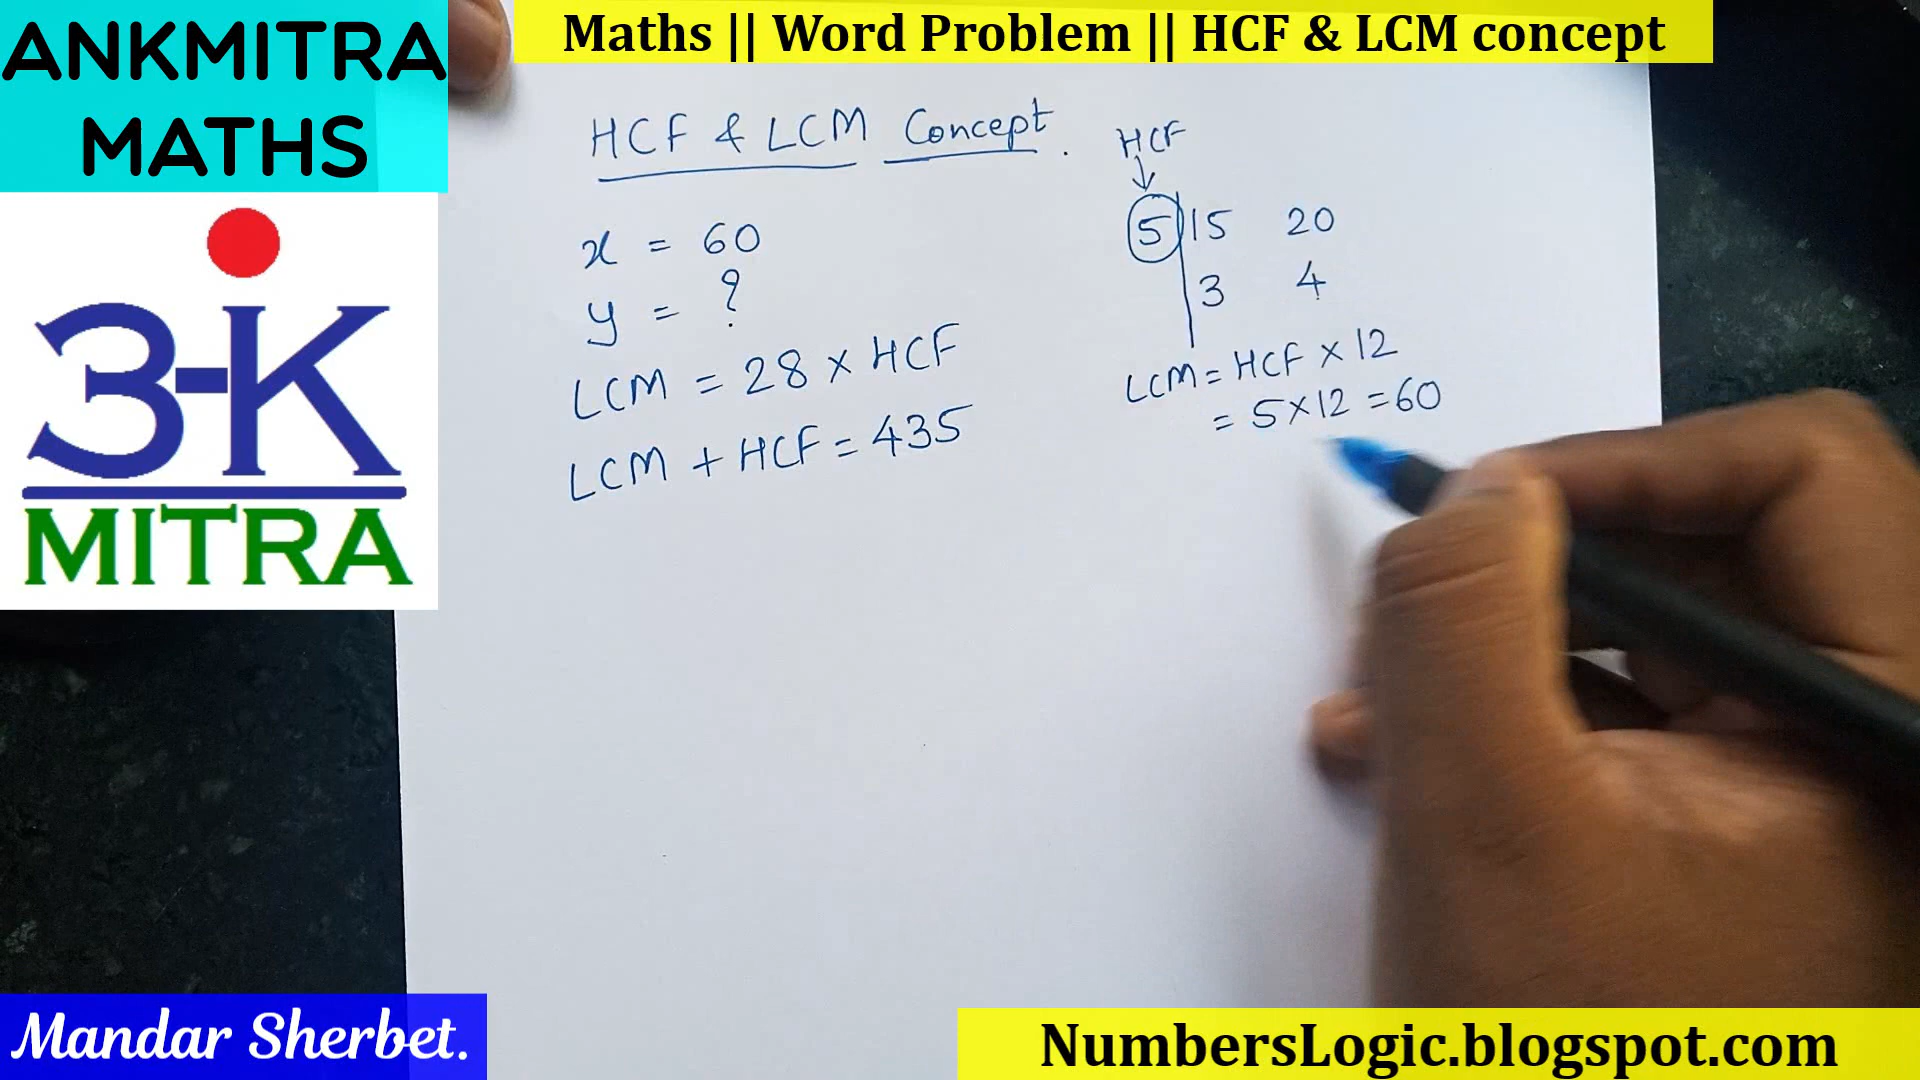 ANKMITRA
MATHS
Maths || Word Problem || HCF & LCM concept
3-K
MITRA
HCF & LCM Concept.
x = 60
y = ?
LCM = 28 × HCF
LCM + HCF = 435
HCF
↓
5 15 20
3 4
LCM = HCF × 12
= 5 × 12 = 60
Mandar Sherbet.
NumbersLogic.blogspot.com